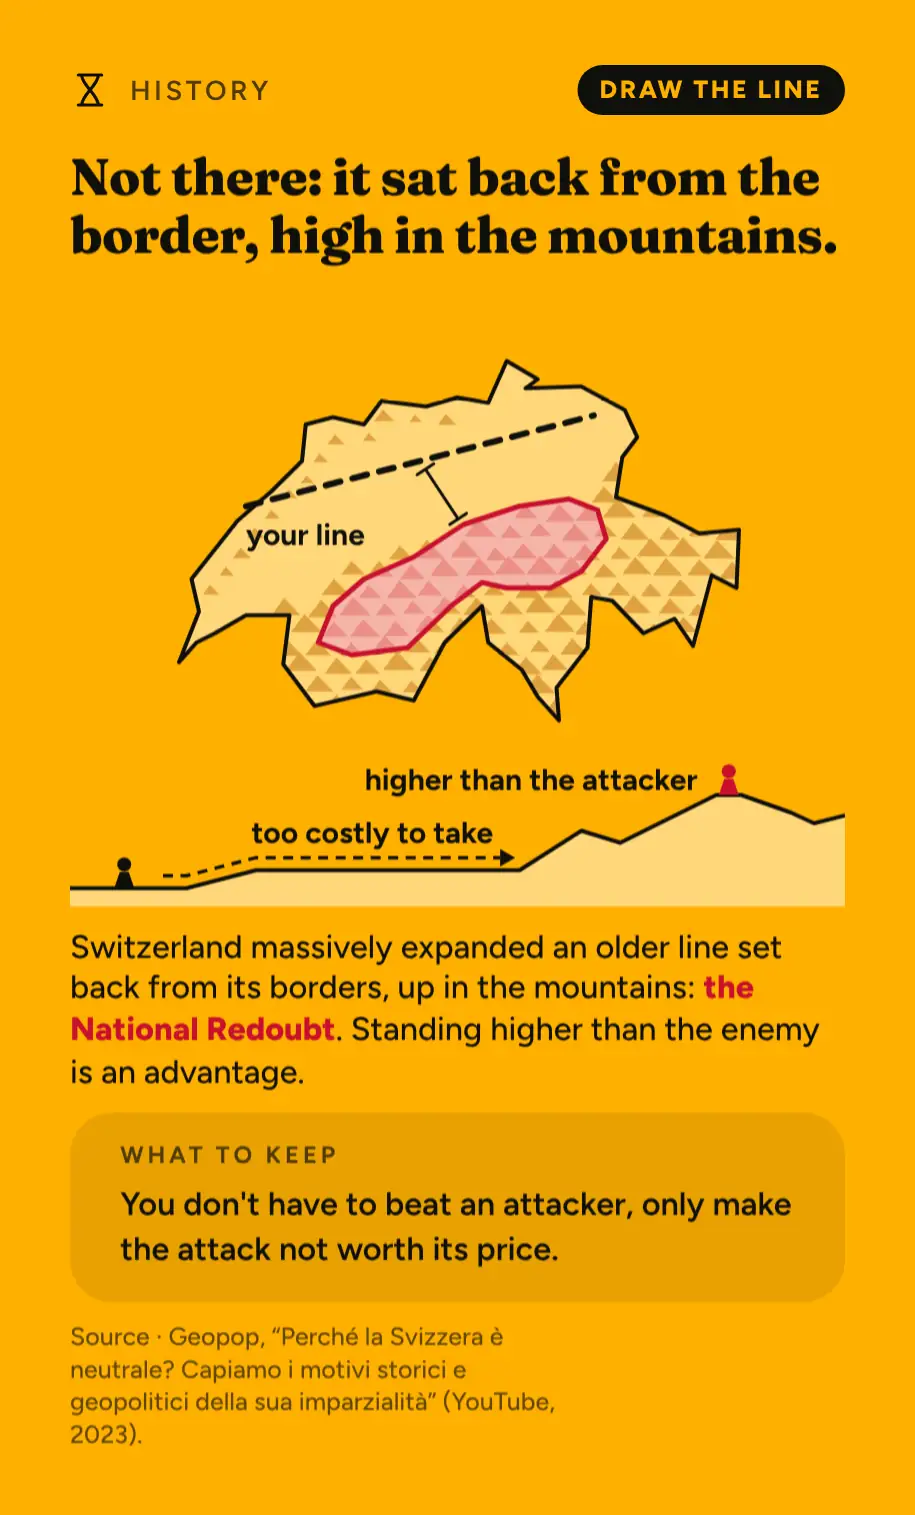 HISTORY
DRAW THE LINE
Not there: it sat back from the
border, high in the mountains.
your line
higher than the attacker
too costly to take
Switzerland massively expanded an older line set
back from its borders, up in the mountains: the
National Redoubt. Standing higher than the enemy
is an advantage.
WHAT TO KEEP
You don't have to beat an attacker, only make
the attack not worth its price.
Source · Geopop, “Perché la Svizzera è
neutrale? Capiamo i motivi storici e
geopolitici della sua imparzialità” (YouTube,
2023).